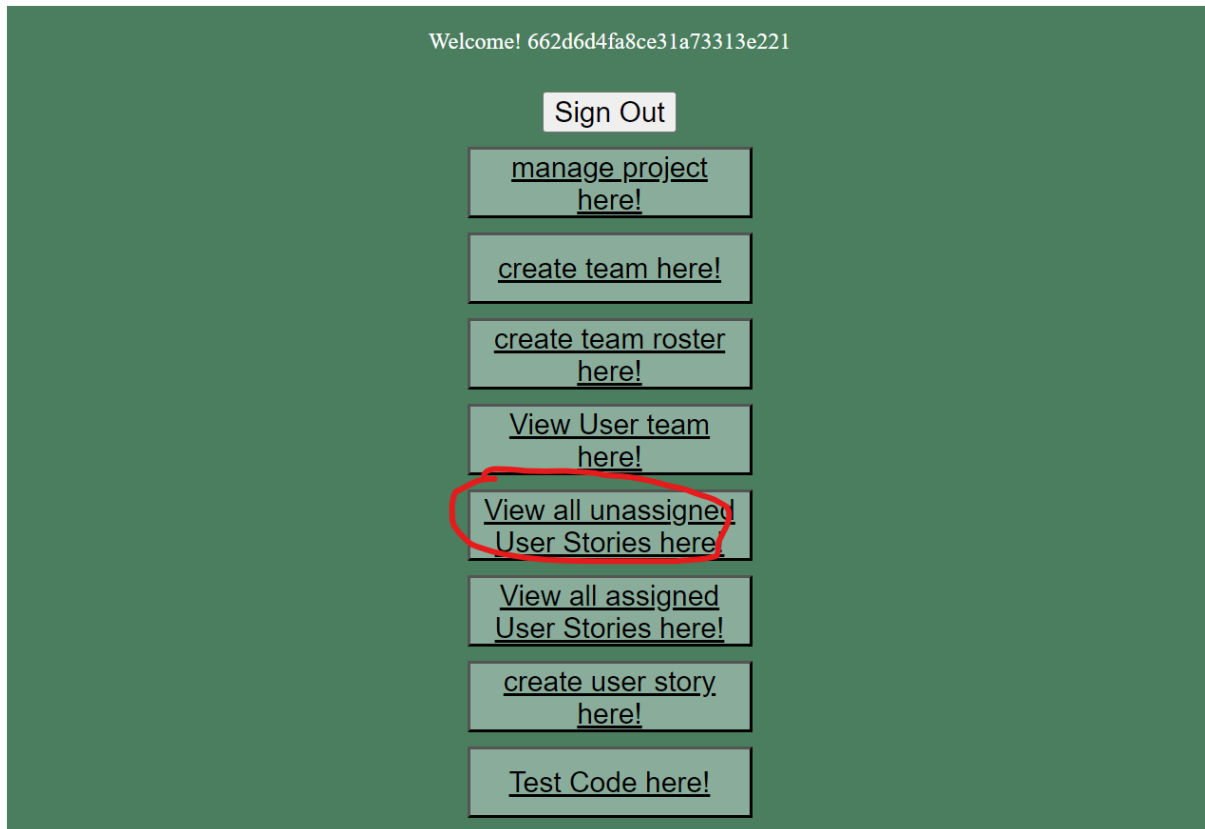 Welcome! 662d6d4fa8ce31a73313e221
Sign Out
manage project
here!
create team here!
create team roster
here!
View User team
here!
View all unassigned
User Stories here!
View all assigned
User Stories here!
create user story
here!
Test Code here!